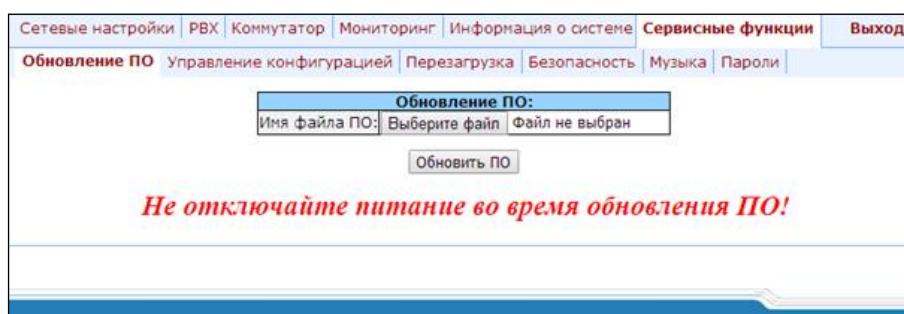 Сетевые настройки PBX Коммутатор Мониторинг Информация о системе Сервисные функции Выход
Обновление ПО Управление конфигурацией Перезагрузка Безопасность Музыка Пароли
Обновление ПО:
Имя файла ПО: Выберите файл Файл не выбран
Обновить ПО
Не отключайте питание во время обновления ПО!